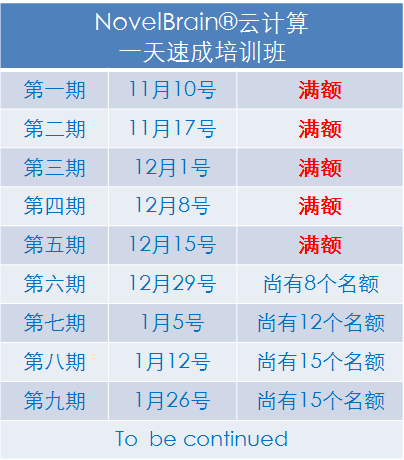 NovelBrain®云计算
一天速成培训班
第一期 11月10号 满额
第二期 11月17号 满额
第三期 12月1号 满额
第四期 12月8号 满额
第五期 12月15号 满额
第六期 12月29号 尚有8个名额
第七期 1月5号 尚有12个名额
第八期 1月12号 尚有15个名额
第九期 1月26号 尚有15个名额
To be continued